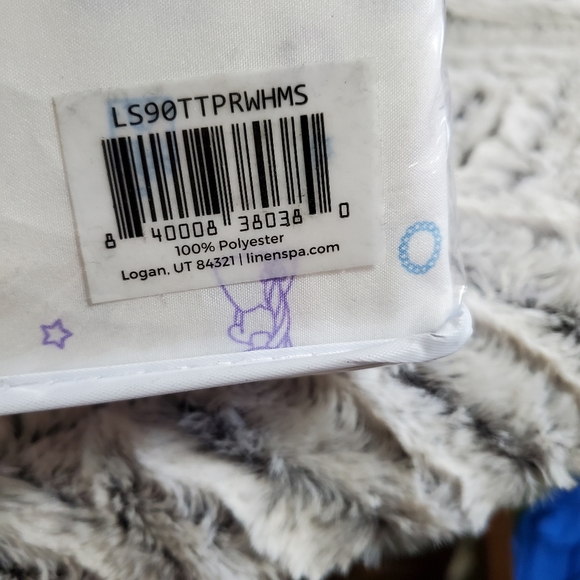 LS90TTPRWHMS
8 40008 38038 0
100% Polyester
Logan, UT 84321 | linenspa.com